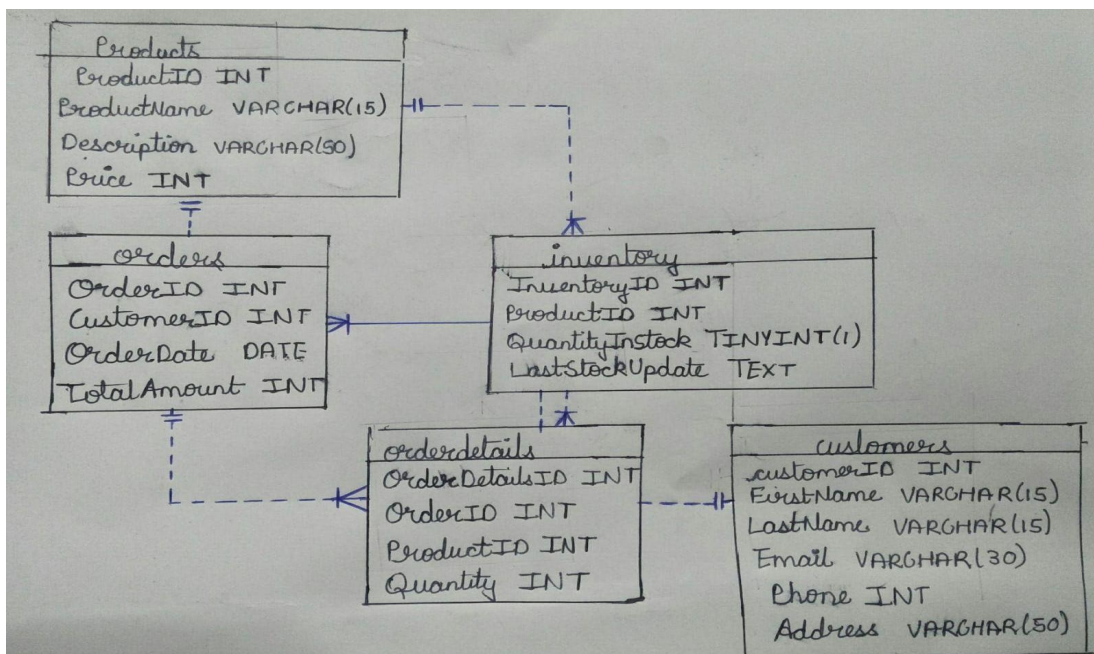 Products
ProductID INT
ProductName VARCHAR(15)
Description VARCHAR(50)
Price INT
orders
OrderID INT
CustomerID INT
OrderDate DATE
TotalAmount INT
inventory
InventoryID INT
ProductID INT
QuantityInstock TINYINT(1)
LastStockUpdate TEXT
orderdetails
OrderDetailsID INT
OrderID INT
ProductID INT
Quantity INT
customers
customerID INT
FirstName VARCHAR(15)
LastName VARCHAR(15)
Email VARCHAR(30)
Phone INT
Address VARCHAR(50)